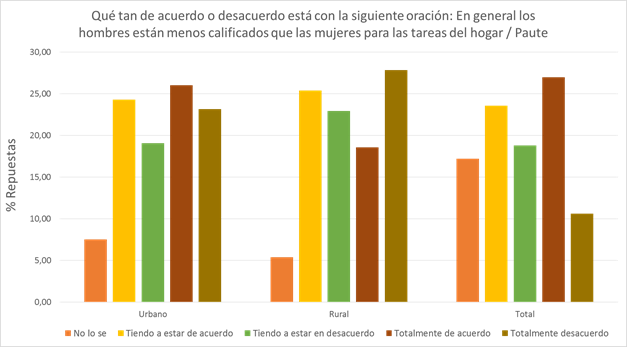 Qué tan de acuerdo o desacuerdo está con la siguiente oración: En general los
hombres están menos calificados que las mujeres para las tareas del hogar / Paute
% Repuestas
30,00
25,00
20,00
15,00
10,00
5,00
0,00
Urbano
Rural
Total
No lo se
Tiendo a estar de acuerdo
Tiendo a estar en desacuerdo
Totalmente de acuerdo
Totalmente desacuerdo